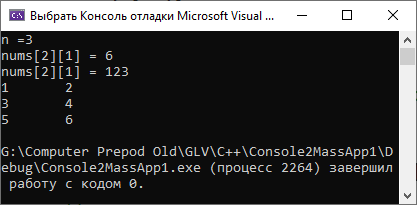 Выбрать Консоль отладки Microsoft Visual ...
n =3
nums[2][1] = 6
nums[2][1] = 123
1 2
3 4
5 6
G:\Computer Prepod Old\GLV\C++\Console2MassApp1\D
ebug\Console2MassApp1.exe (процесс 2264) завершил
работу с кодом 0.